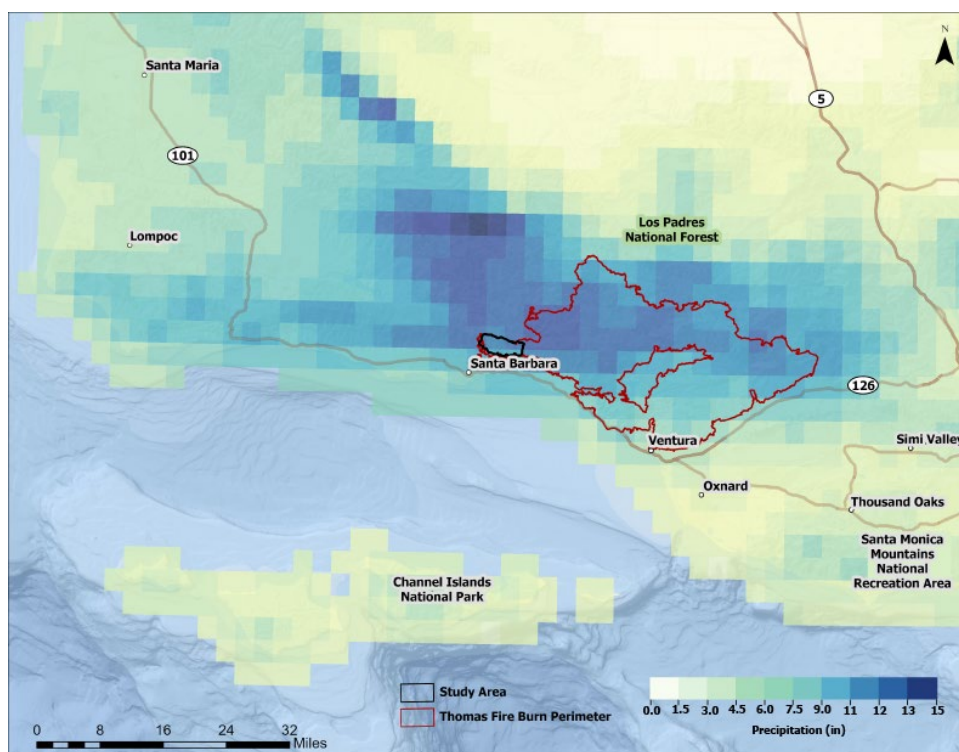 N
Santa Maria
5
101
Los Padres
National Forest
Lompoc
Santa Barbara
126
Ventura
Simi Valley
Oxnard
Thousand Oaks
Santa Monica
Mountains
National
Recreation Area
Channel Islands
National Park
Study Area
Thomas Fire Burn Perimeter
0.0 1.5 3.0 4.5 6.0 7.5 9.0 11 12 13 15
Precipitation (in)
0 4 8 16 24 32
Miles